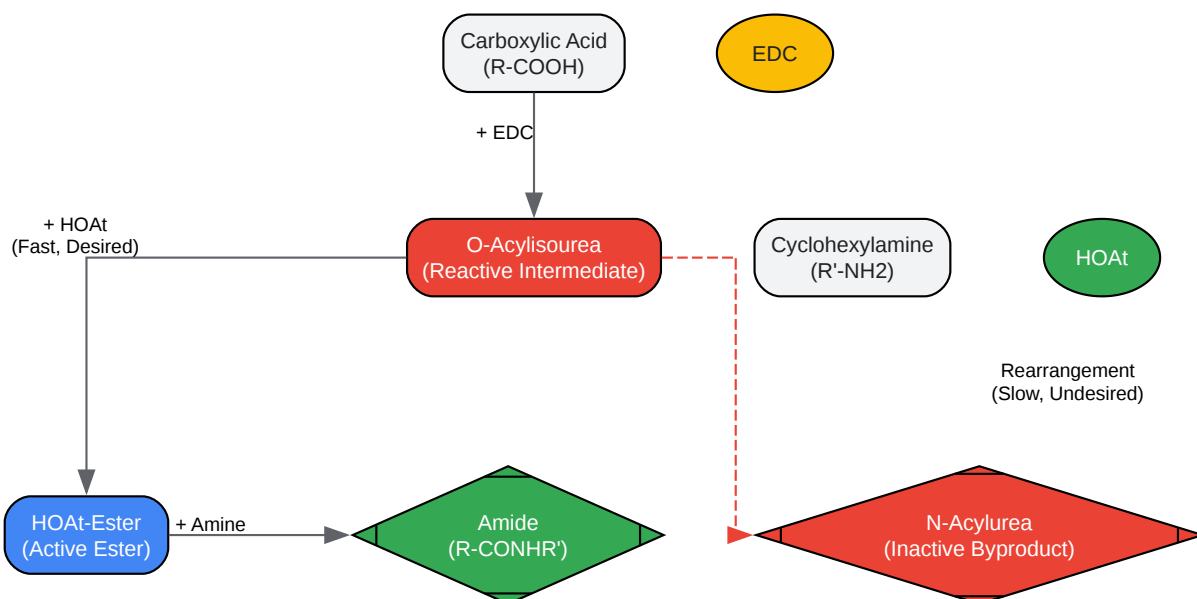 Carboxylic Acid
(R-COOH)
EDC
+ EDC
+ HOAt
(Fast, Desired)
O-Acylisourea
(Reactive Intermediate)
Cyclohexylamine
(R'-NH2)
HOAt
Rearrangement
(Slow, Undesired)
HOAt-Ester
(Active Ester)
+ Amine
Amide
(R-CONHR')
N-Acylurea
(Inactive Byproduct)